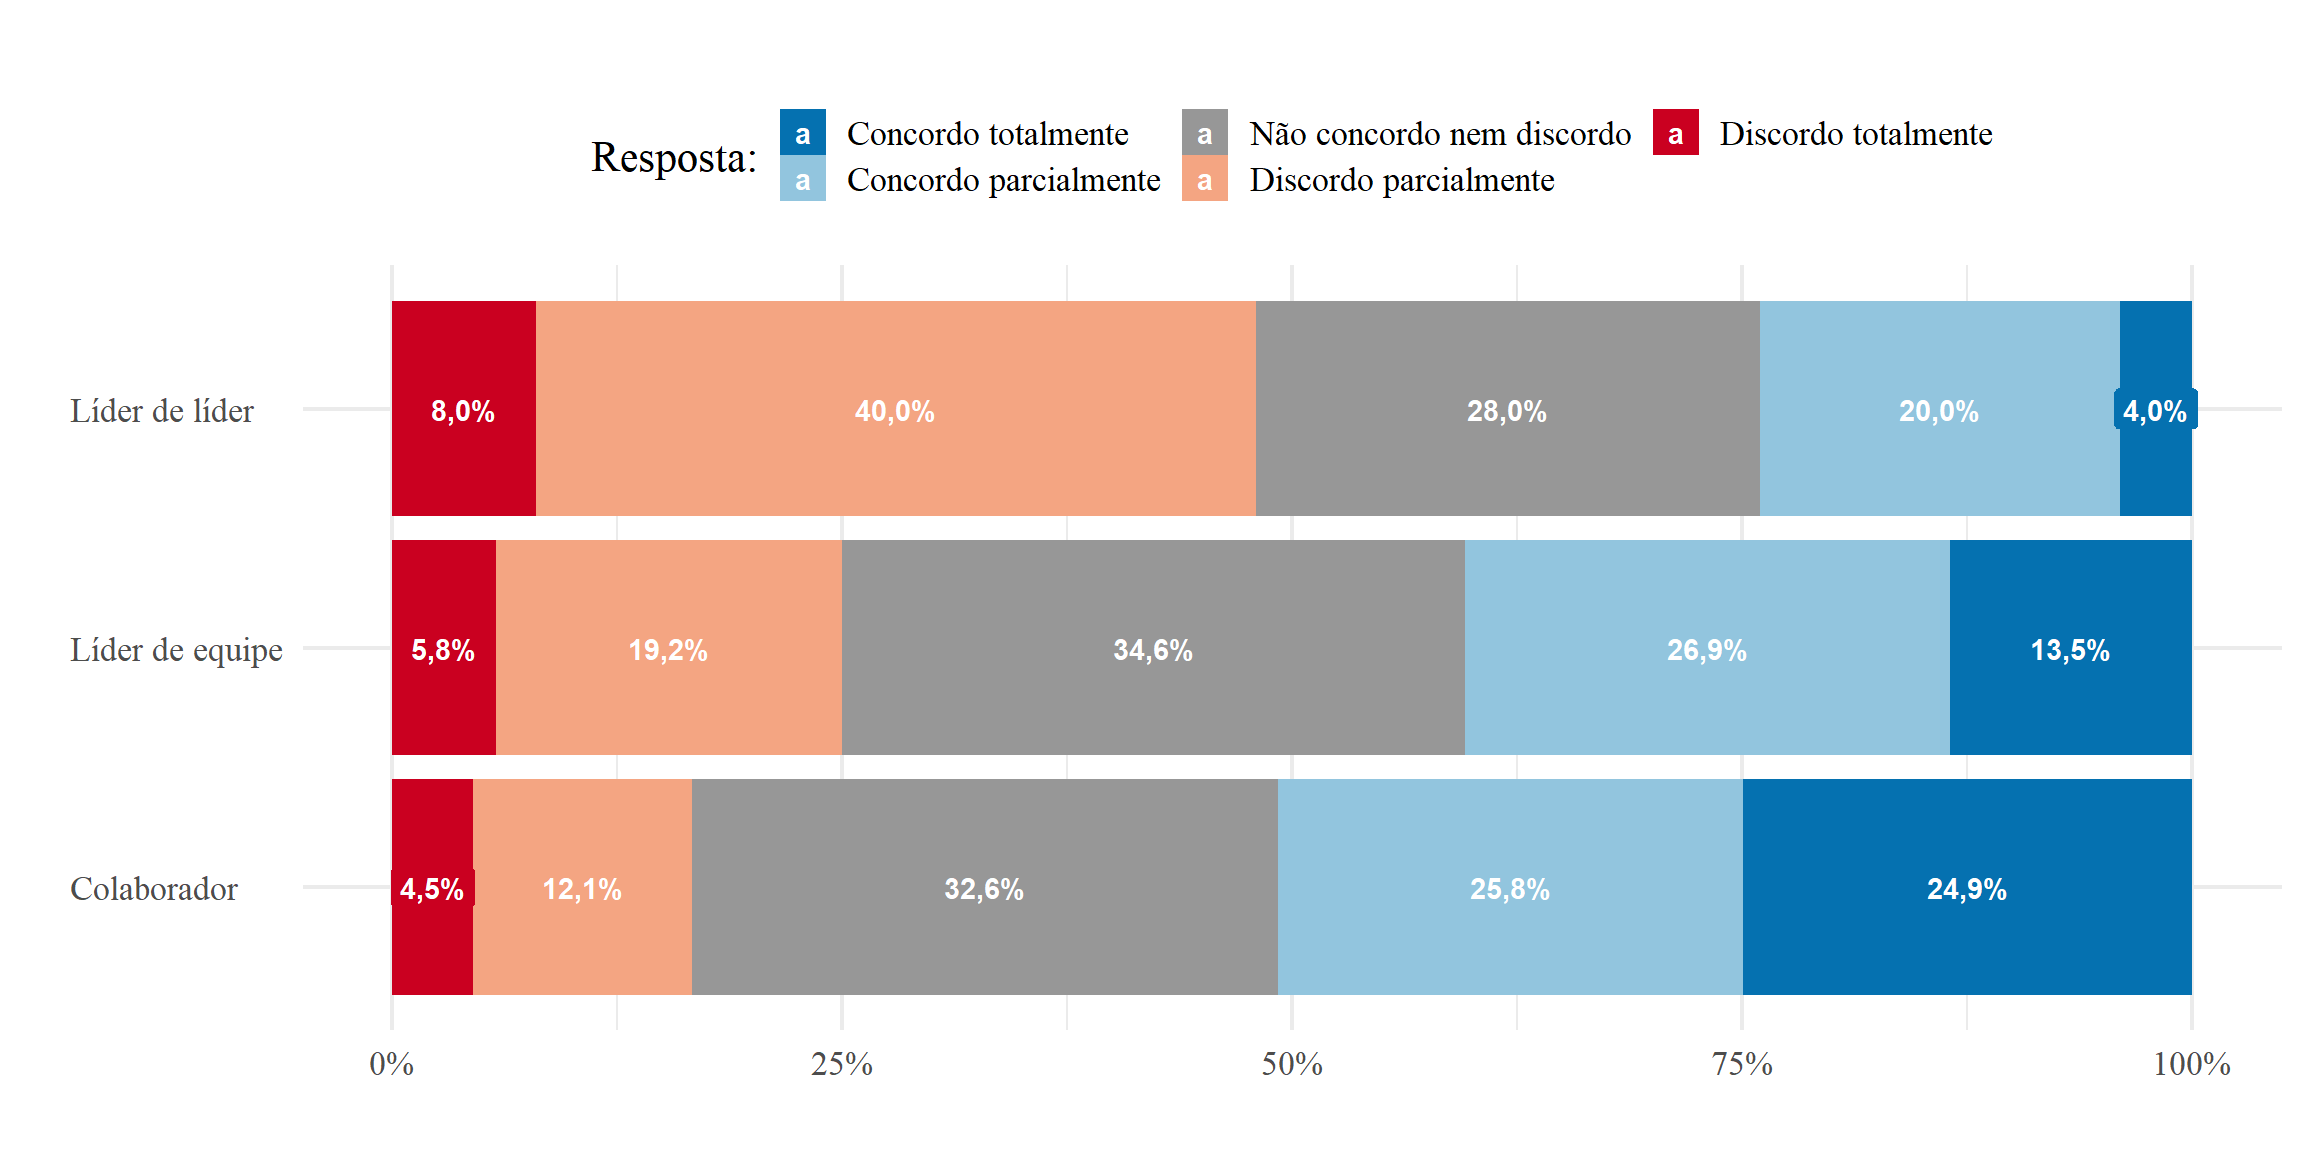 Resposta:
a Concordo totalmente a Não concordo nem discordo a Discordo totalmente
a Concordo parcialmente a Discordo parcialmente
Líder de líder 8,0% 40,0% 28,0% 20,0% 4,0%
Líder de equipe 5,8% 19,2% 34,6% 26,9% 13,5%
Colaborador 4,5% 12,1% 32,6% 25,8% 24,9%
0% 25% 50% 75% 100%